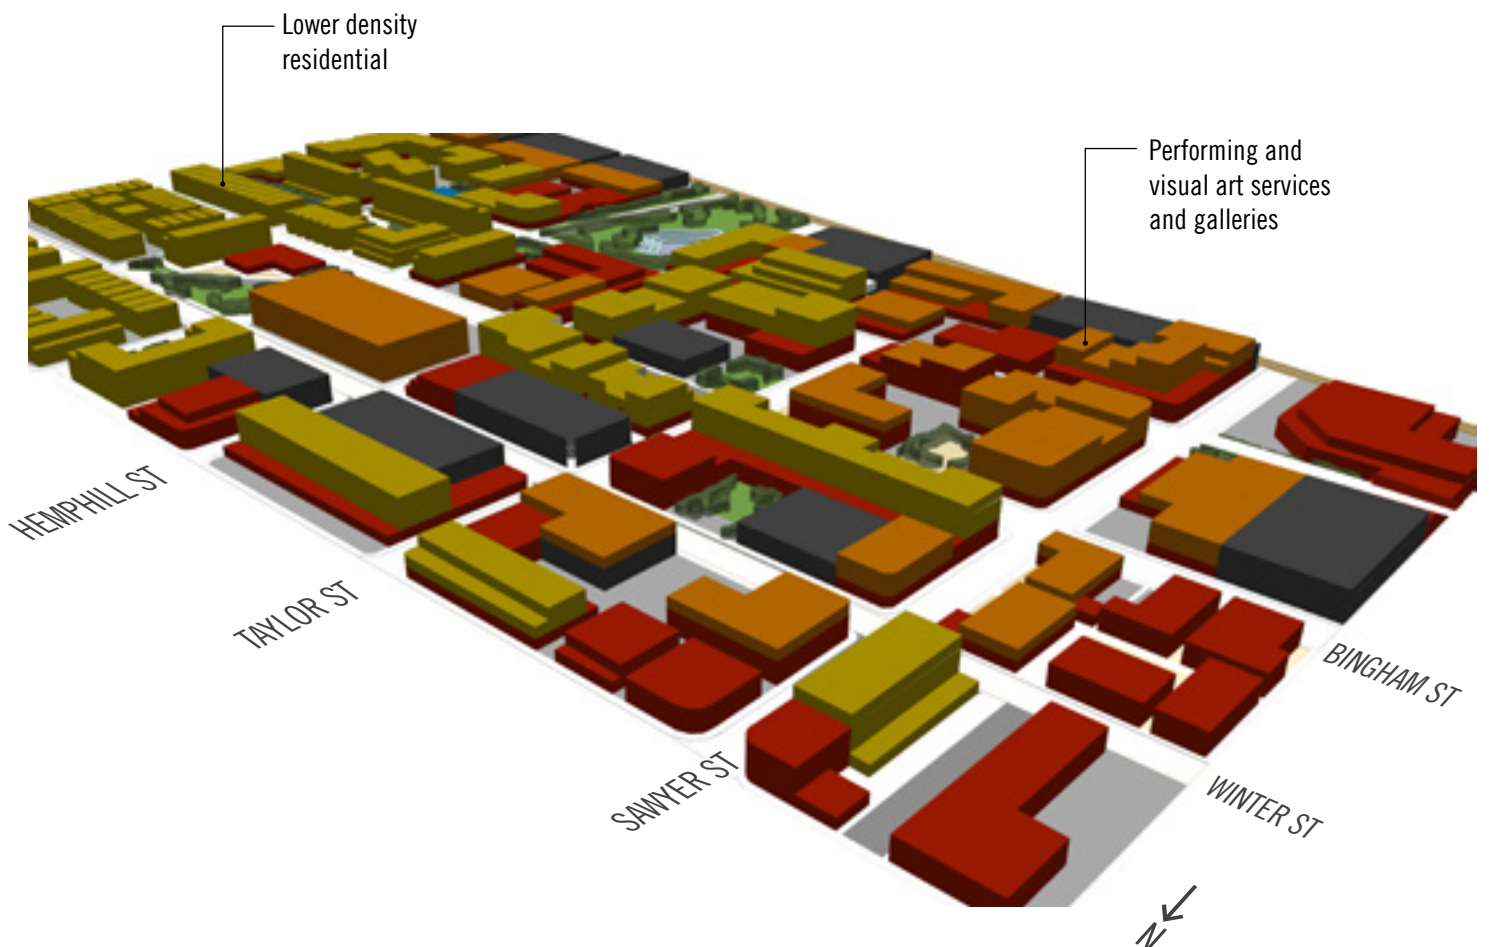 Lower density
residential
Performing and
visual art services
and galleries
HEMPHILL ST
TAYLOR ST
SAWYER ST
BINGHAM ST
WINTER ST
N